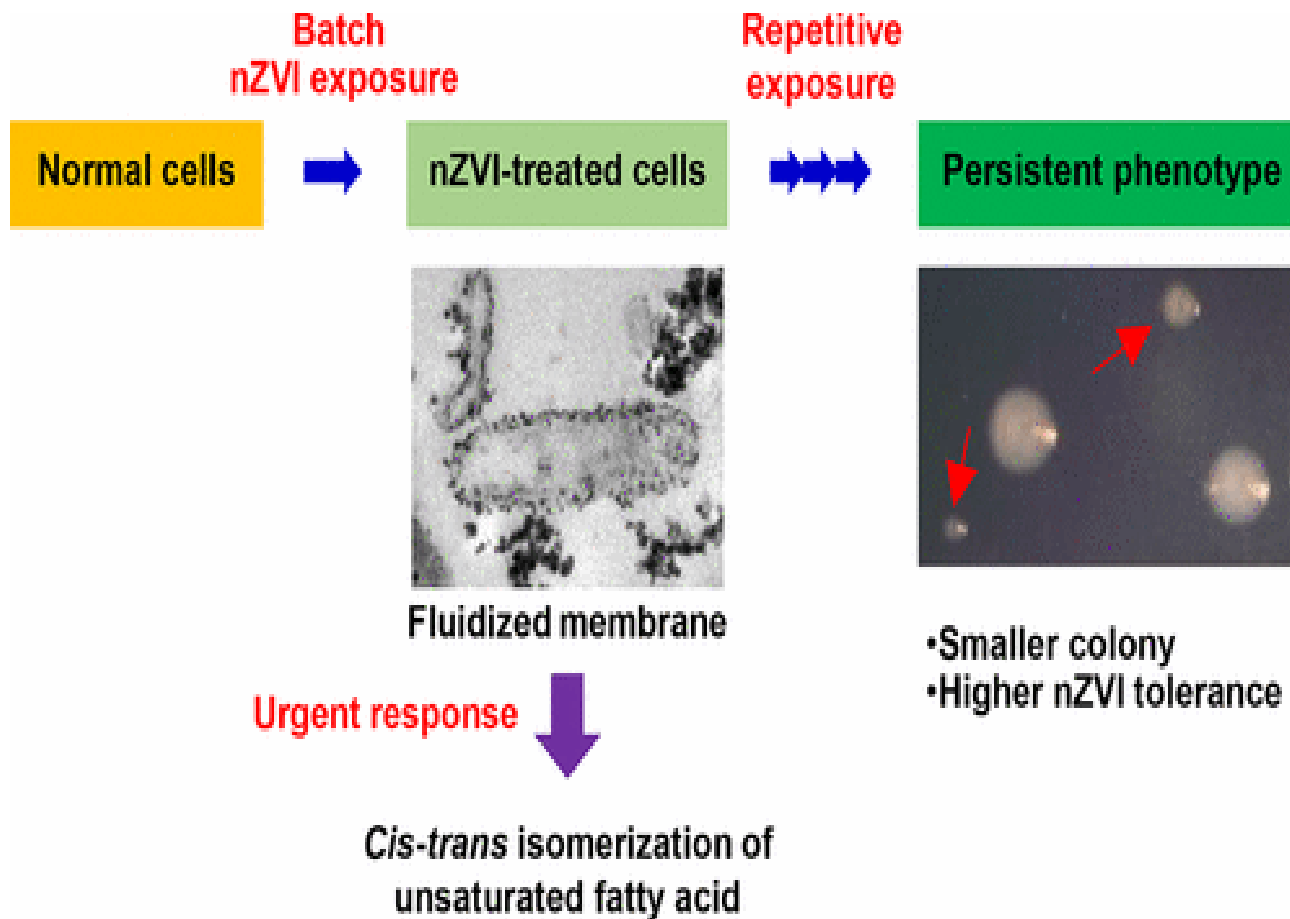 Batch
nZVI exposure
Repetitive
exposure
Normal cells
nZVI-treated cells
Persistent phenotype
Fluidized membrane
•Smaller colony
•Higher nZVI tolerance
Urgent response
Cis-trans isomerization of
unsaturated fatty acid